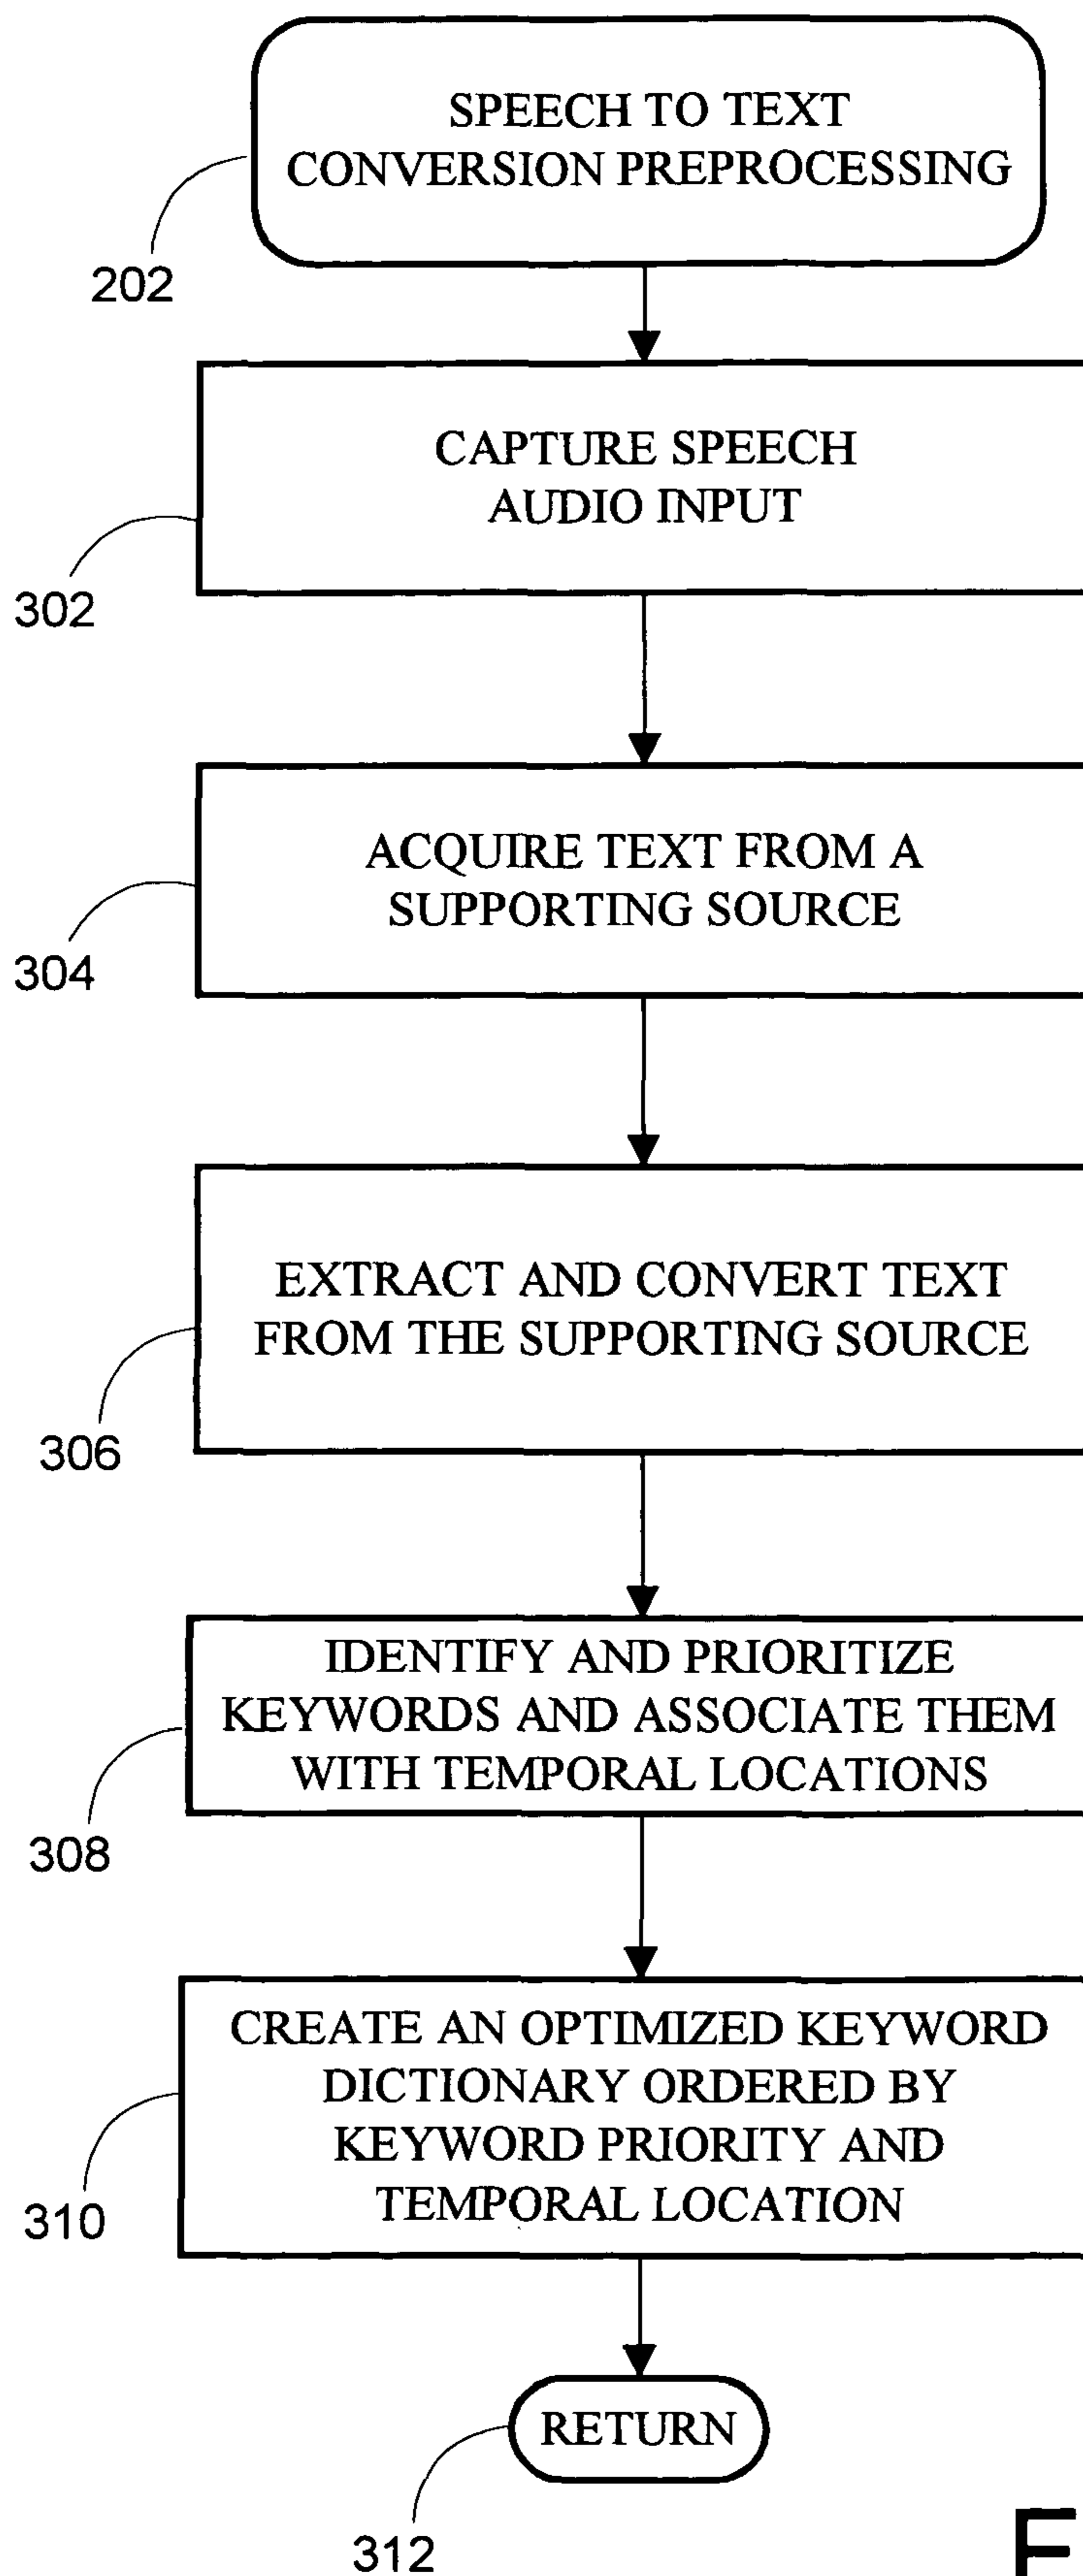 SPEECH TO TEXT
CONVERSION PREPROCESSING
202
CAPTURE SPEECH
AUDIO INPUT
302
ACQUIRE TEXT FROM A
SUPPORTING SOURCE
304
EXTRACT AND CONVERT TEXT
FROM THE SUPPORTING SOURCE
306
IDENTIFY AND PRIORITIZE
KEYWORDS AND ASSOCIATE THEM
WITH TEMPORAL LOCATIONS
308
CREATE AN OPTIMIZED KEYWORD
DICTIONARY ORDERED BY
KEYWORD PRIORITY AND
TEMPORAL LOCATION
310
RETURN
312